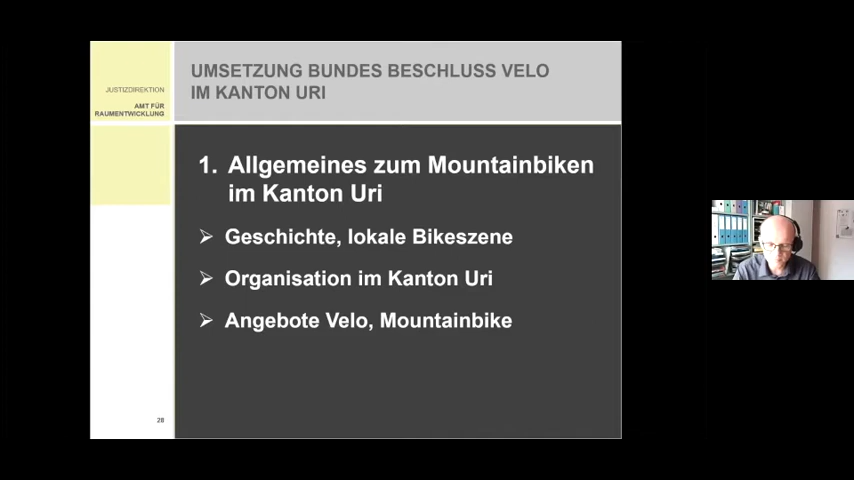 JUSTIZDIREKTION
AMT FÜR
RAUMENTWICKLUNG
UMSETZUNG BUNDES BESCHLUSS VELO
IM KANTON URI
1. Allgemeines zum Mountainbiken
im Kanton Uri
➢ Geschichte, lokale Bikeszene
➢ Organisation im Kanton Uri
➢ Angebote Velo, Mountainbike
28